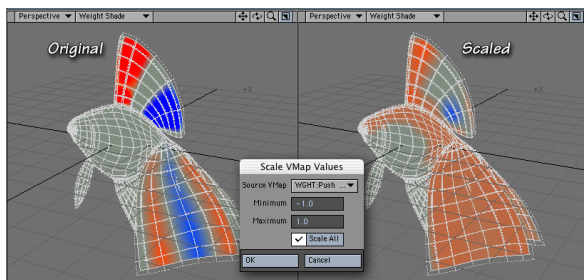 Perspective Weight Shade
Perspective Weight Shade
Original
Scaled
+X
+X
Scale VMap Values
Source VMap WGHT:Push ...
Minimum -1.0
Maximum 1.0
Scale All
OK Cancel